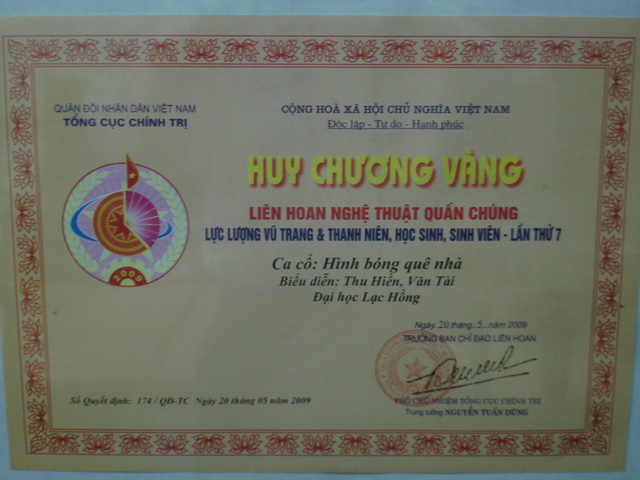 QUÂN ĐỘI NHÂN DÂN VIỆT NAM
TỔNG CỤC CHÍNH TRỊ
CỘNG HOÀ XÃ HỘI CHỦ NGHĨA VIỆT NAM
Độc lập - Tự do - Hạnh phúc
HUY CHƯƠNG VÀNG
LIÊN HOAN NGHỆ THUẬT QUẦN CHÚNG
LỰC LƯỢNG VŨ TRANG & THANH NIÊN, HỌC SINH, SINH VIÊN - LẦN THỨ 7
2009
Ca cổ: Hình bóng quê nhà
Biểu diễn: Thu Hiền, Văn Tài
Đại học Lạc Hồng
Ngày 20 tháng 5 năm 2009
TRƯỞNG BAN CHỈ ĐẠO LIÊN HOAN
PHÓ CHỦ NHIỆM TỔNG CỤC CHÍNH TRỊ
Trung tướng NGUYỄN TUẤN DŨNG
Số Quyết định: 174 / QĐ-TC Ngày 20 tháng 05 năm 2009